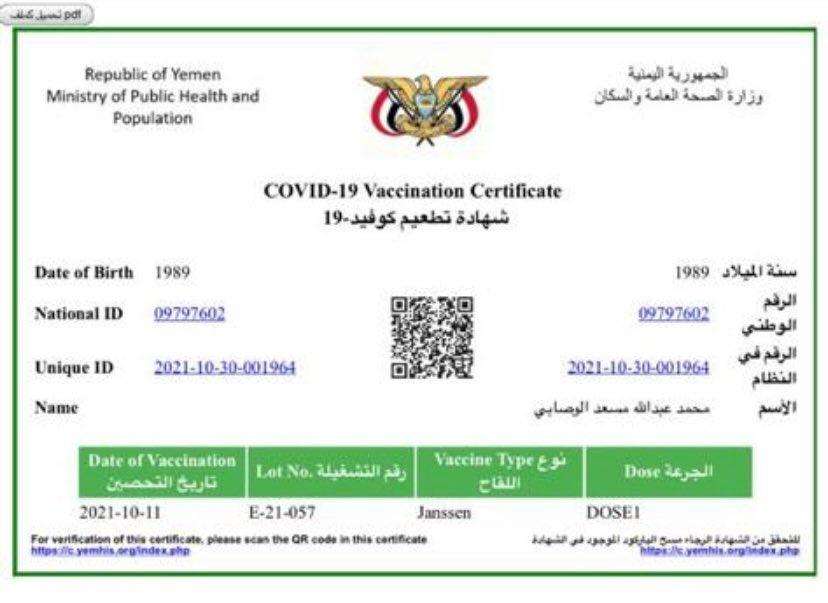 تحميل كملف pdf
Republic of Yemen
Ministry of Public Health and
Population
الجمهورية اليمنية
وزارة الصحة العامة والسكان
COVID-19 Vaccination Certificate
شهادة تطعيم كوفيد-19
Date of Birth 1989 1989 سنة الميلاد
National ID 09797602 09797602 الرقم الوطني
Unique ID 2021-10-30-001964 2021-10-30-001964 الرقم في النظام
Name محمد عبدالله مسعد الوصابي الأسم
Date of Vaccination تاريخ التحصين
Lot No. رقم التشغيلة
Vaccine Type نوع اللقاح
Dose الجرعة
2021-10-11 E-21-057 Janssen DOSE1
For verification of this certificate, please scan the QR code in this certificate
https://c.yemhis.org/index.php
للتحقق من الشهادة الرجاء مسح الباركود الموجود في الشهادة
https://c.yemhis.org/index.php